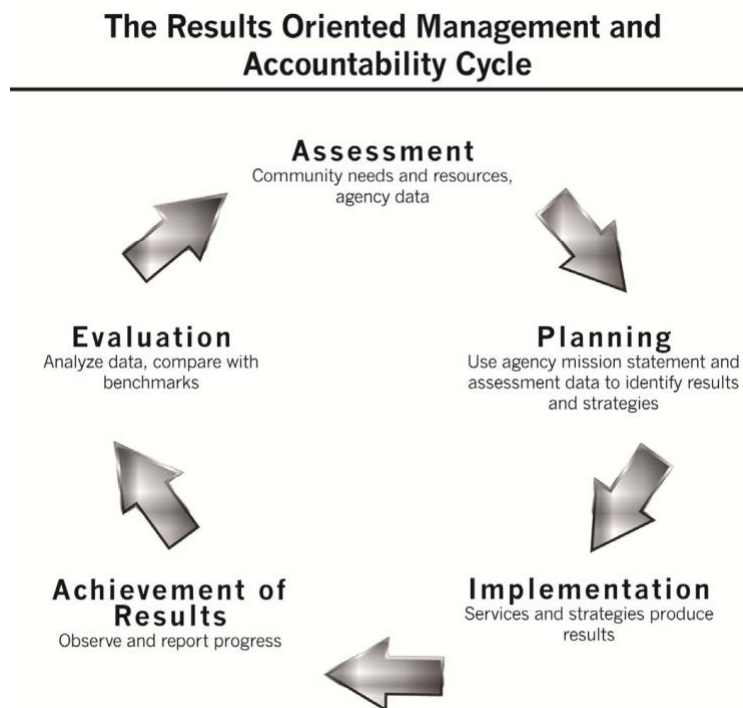 The Results Oriented Management and
Accountability Cycle
Assessment
Community needs and resources,
agency data
Planning
Use agency mission statement and
assessment data to identify results
and strategies
Implementation
Services and strategies produce
results
Achievement of
Results
Observe and report progress
Evaluation
Analyze data, compare with
benchmarks